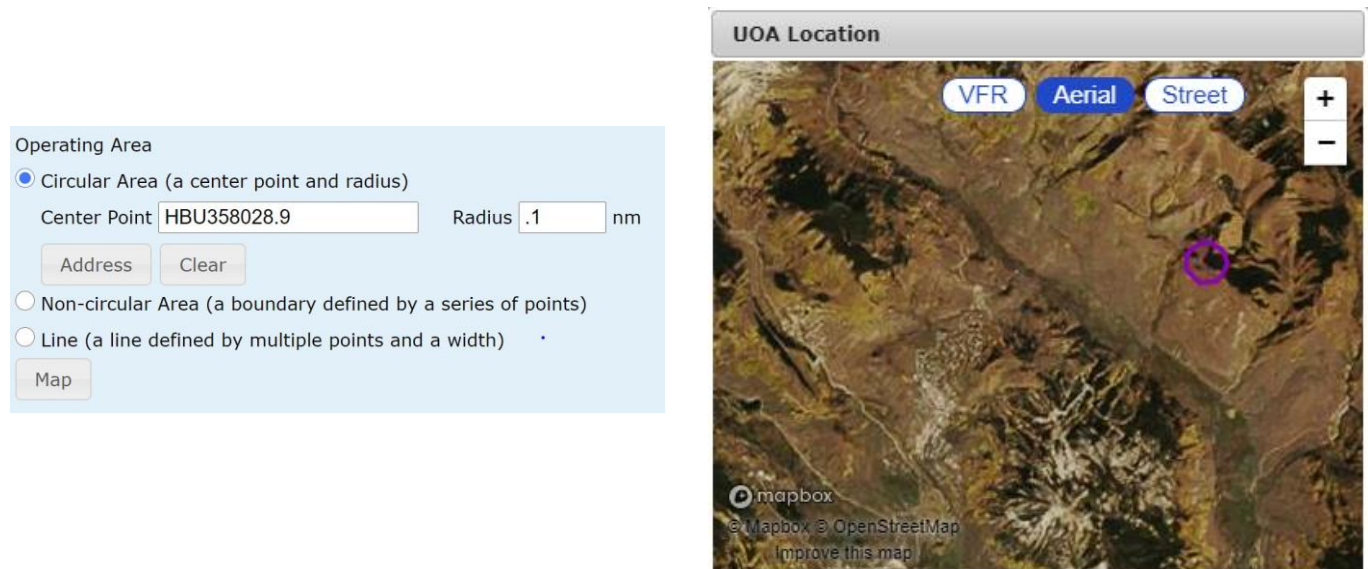 Operating Area
Circular Area (a center point and radius)
Center Point HBU358028.9 Radius .1 nm
Address Clear
Non-circular Area (a boundary defined by a series of points)
Line (a line defined by multiple points and a width)
Map
UOA Location
VFR Aerial Street +
−
mapbox
© Mapbox © OpenStreetMap
Improve this map